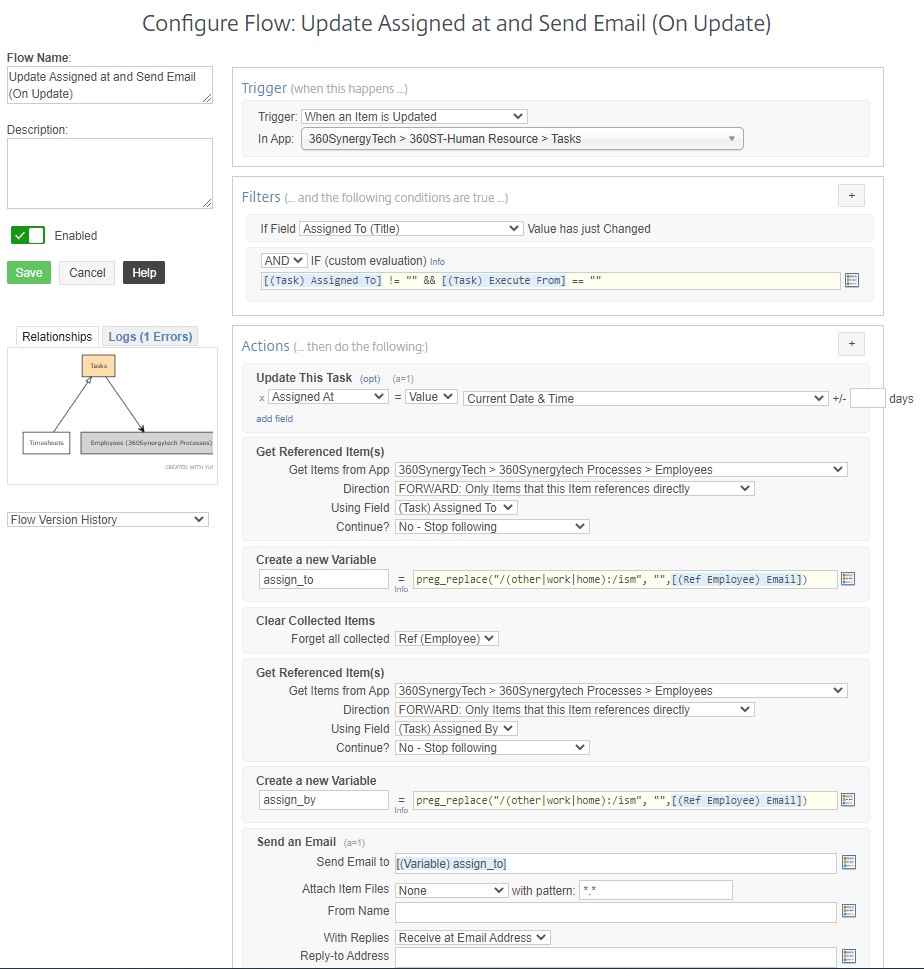 Configure Flow: Update Assigned at and Send Email (On Update)
Flow Name:
Update Assigned at and Send Email
(On Update)
Description:
Enabled
Save Cancel Help
Relationships Logs (1 Errors)
Tasks
Timesheets Employees (360Synergytech Processes)
CREATED WITH YU
Flow Version History
Trigger (when this happens ...)
Trigger: When an Item is Updated
In App: 360SynergyTech > 360ST-Human Resource > Tasks
Filters (... and the following conditions are true ...) +
If Field Assigned To (Title) Value has just Changed
AND IF (custom evaluation) Info
[(Task) Assigned To] != "" && [(Task) Execute From] == ""
Actions (... then do the following:) +
Update This Task (opt) (a=1)
x Assigned At = Value Current Date & Time +/- days
add field
Get Referenced Item(s)
Get Items from App 360SynergyTech > 360Synergytech Processes > Employees
Direction FORWARD: Only Items that this Item references directly
Using Field (Task) Assigned To
Continue? No - Stop following
Create a new Variable
assign_to = preg_replace("/(other|work|home):/ism", "",[(Ref Employee) Email])
Info
Clear Collected Items
Forget all collected Ref (Employee)
Get Referenced Item(s)
Get Items from App 360SynergyTech > 360Synergytech Processes > Employees
Direction FORWARD: Only Items that this Item references directly
Using Field (Task) Assigned By
Continue? No - Stop following
Create a new Variable
assign_by = preg_replace("/(other|work|home):/ism", "",[(Ref Employee) Email])
Info
Send an Email (a=1)
Send Email to [(Variable) assign_to]
Attach Item Files None with pattern: *.*
From Name
With Replies Receive at Email Address
Reply-to Address